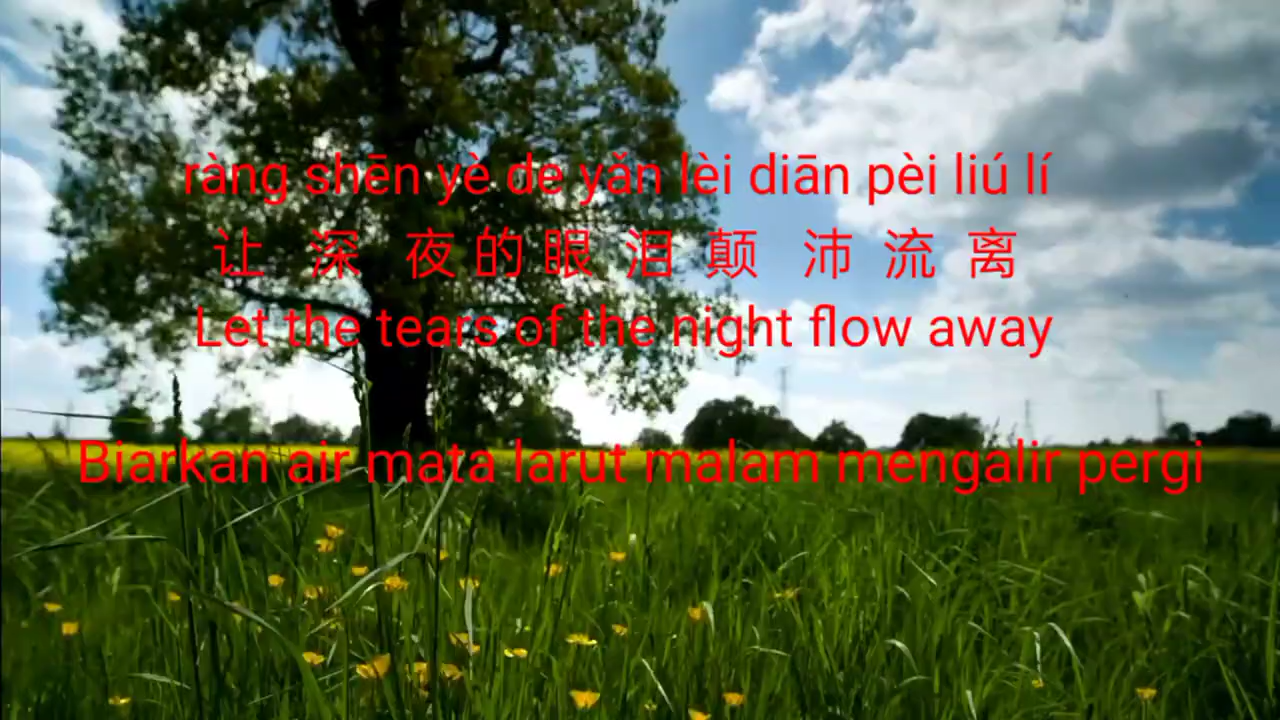 ràng shēn yè de yǎn lèi diān pèi liú lí
让 深 夜 的 眼 泪 颠 沛 流 离
Let the tears of the night flow away
Biarkan air mata larut malam mengalir pergi